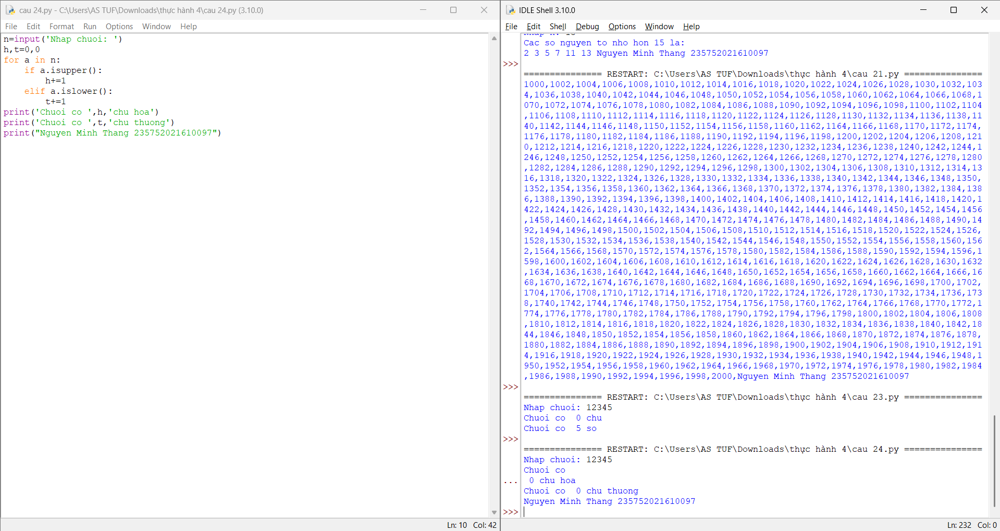 cau 24.py - C:\Users\AS TUF\Downloads\thực hành 4\cau 24.py (3.10.0)
File Edit Format Run Options Window Help
n=input('Nhap chuoi: ')
h,t=0,0
for a in n:
    if a.isupper():
        h+=1
    elif a.islower():
        t+=1
print('Chuoi co ',h,'chu hoa')
print('Chuoi co ',t,'chu thuong')
print("Nguyen Minh Thang 235752021610097")
Ln: 10 Col: 42
IDLE Shell 3.10.0
File Edit Shell Debug Options Window Help
Cac so nguyen to nho hon 15 la:
2 3 5 7 11 13 Nguyen Minh Thang 235752021610097
>>>
=============== RESTART: C:\Users\AS TUF\Downloads\thực hành 4\cau 21.py ===============
1000,1002,1004,1006,1008,1010,1012,1014,1016,1018,1020,1022,1024,1026,1028,1030,1032,103
4,1036,1038,1040,1042,1044,1046,1048,1050,1052,1054,1056,1058,1060,1062,1064,1066,1068,1
070,1072,1074,1076,1078,1080,1082,1084,1086,1088,1090,1092,1094,1096,1098,1100,1102,1104
,1106,1108,1110,1112,1114,1116,1118,1120,1122,1124,1126,1128,1130,1132,1134,1136,1138,11
40,1142,1144,1146,1148,1150,1152,1154,1156,1158,1160,1162,1164,1166,1168,1170,1172,1174,
1176,1178,1180,1182,1184,1186,1188,1190,1192,1194,1196,1198,1200,1202,1204,1206,1208,121
0,1212,1214,1216,1218,1220,1222,1224,1226,1228,1230,1232,1234,1236,1238,1240,1242,1244,1
246,1248,1250,1252,1254,1256,1258,1260,1262,1264,1266,1268,1270,1272,1274,1276,1278,1280
,1282,1284,1286,1288,1290,1292,1294,1296,1298,1300,1302,1304,1306,1308,1310,1312,1314,13
16,1318,1320,1322,1324,1326,1328,1330,1332,1334,1336,1338,1340,1342,1344,1346,1348,1350,
1352,1354,1356,1358,1360,1362,1364,1366,1368,1370,1372,1374,1376,1378,1380,1382,1384,138
6,1388,1390,1392,1394,1396,1398,1400,1402,1404,1406,1408,1410,1412,1414,1416,1418,1420,1
422,1424,1426,1428,1430,1432,1434,1436,1438,1440,1442,1444,1446,1448,1450,1452,1454,1456
,1458,1460,1462,1464,1466,1468,1470,1472,1474,1476,1478,1480,1482,1484,1486,1488,1490,14
92,1494,1496,1498,1500,1502,1504,1506,1508,1510,1512,1514,1516,1518,1520,1522,1524,1526,
1528,1530,1532,1534,1536,1538,1540,1542,1544,1546,1548,1550,1552,1554,1556,1558,1560,156
2,1564,1566,1568,1570,1572,1574,1576,1578,1580,1582,1584,1586,1588,1590,1592,1594,1596,1
598,1600,1602,1604,1606,1608,1610,1612,1614,1616,1618,1620,1622,1624,1626,1628,1630,1632
,1634,1636,1638,1640,1642,1644,1646,1648,1650,1652,1654,1656,1658,1660,1662,1664,1666,16
68,1670,1672,1674,1676,1678,1680,1682,1684,1686,1688,1690,1692,1694,1696,1698,1700,1702,
1704,1706,1708,1710,1712,1714,1716,1718,1720,1722,1724,1726,1728,1730,1732,1734,1736,173
8,1740,1742,1744,1746,1748,1750,1752,1754,1756,1758,1760,1762,1764,1766,1768,1770,1772,1
774,1776,1778,1780,1782,1784,1786,1788,1790,1792,1794,1796,1798,1800,1802,1804,1806,1808
,1810,1812,1814,1816,1818,1820,1822,1824,1826,1828,1830,1832,1834,1836,1838,1840,1842,18
44,1846,1848,1850,1852,1854,1856,1858,1860,1862,1864,1866,1868,1870,1872,1874,1876,1878,
1880,1882,1884,1886,1888,1890,1892,1894,1896,1898,1900,1902,1904,1906,1908,1910,1912,191
4,1916,1918,1920,1922,1924,1926,1928,1930,1932,1934,1936,1938,1940,1942,1944,1946,1948,1
950,1952,1954,1956,1958,1960,1962,1964,1966,1968,1970,1972,1974,1976,1978,1980,1982,1984
,1986,1988,1990,1992,1994,1996,1998,2000,Nguyen Minh Thang 235752021610097
>>>
=============== RESTART: C:\Users\AS TUF\Downloads\thực hành 4\cau 23.py ===============
Nhap chuoi: 12345
Chuoi co  0 chu
Chuoi co  5 so
>>>
=============== RESTART: C:\Users\AS TUF\Downloads\thực hành 4\cau 24.py ===============
Nhap chuoi: 12345
Chuoi co
...  0 chu hoa
Chuoi co  0 chu thuong
Nguyen Minh Thang 235752021610097
>>>
Ln: 232 Col: 0